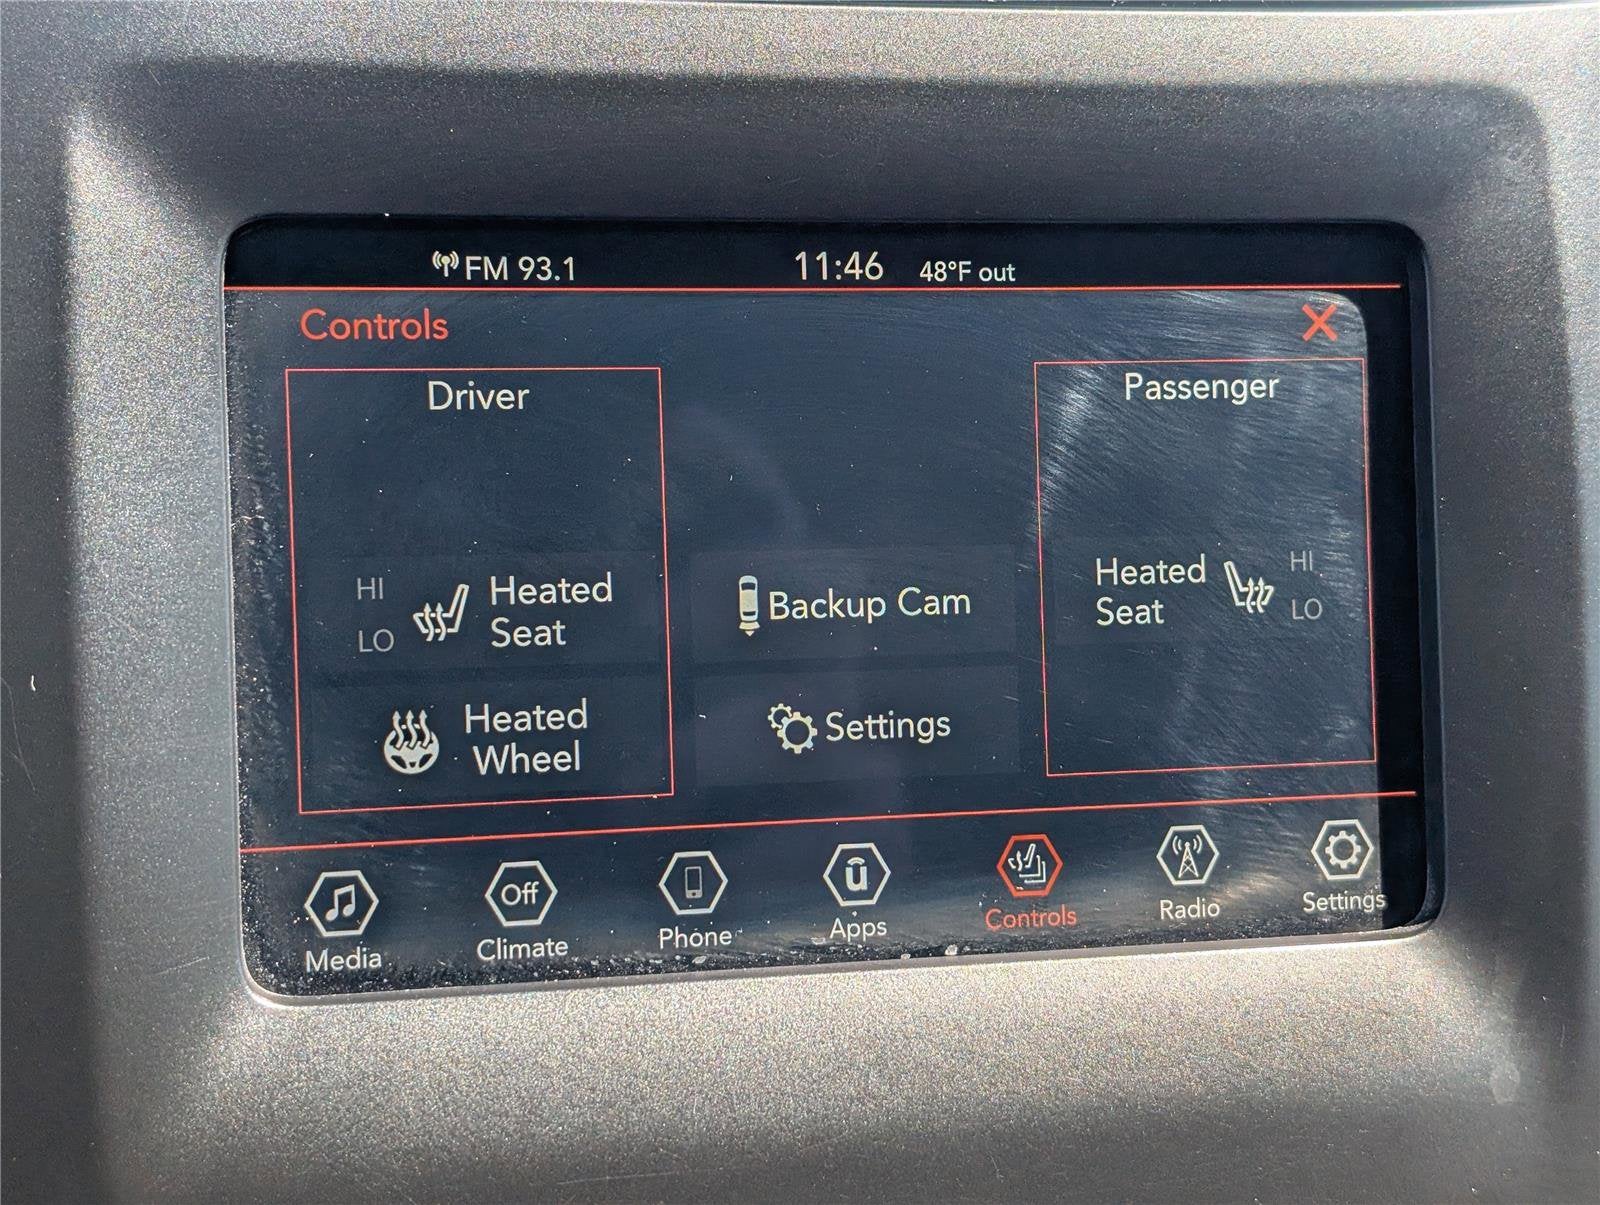 FM 93.1 11:46 48°F out
Controls X
Driver
Passenger
HI
LO
Heated
Seat
Heated
Wheel
Backup Cam
Settings
Heated
Seat
HI
LO
Media
Off
Climate
Phone
ū
Apps
Controls
Radio
Settings